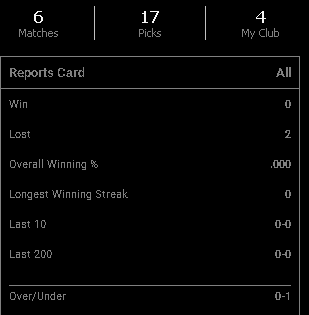 6 17 4
Matches Picks My Club
Reports Card All
Win 0
Lost 2
Overall Winning % .000
Longest Winning Streak 0
Last 10 0-0
Last 200 0-0
Over/Under 0-1